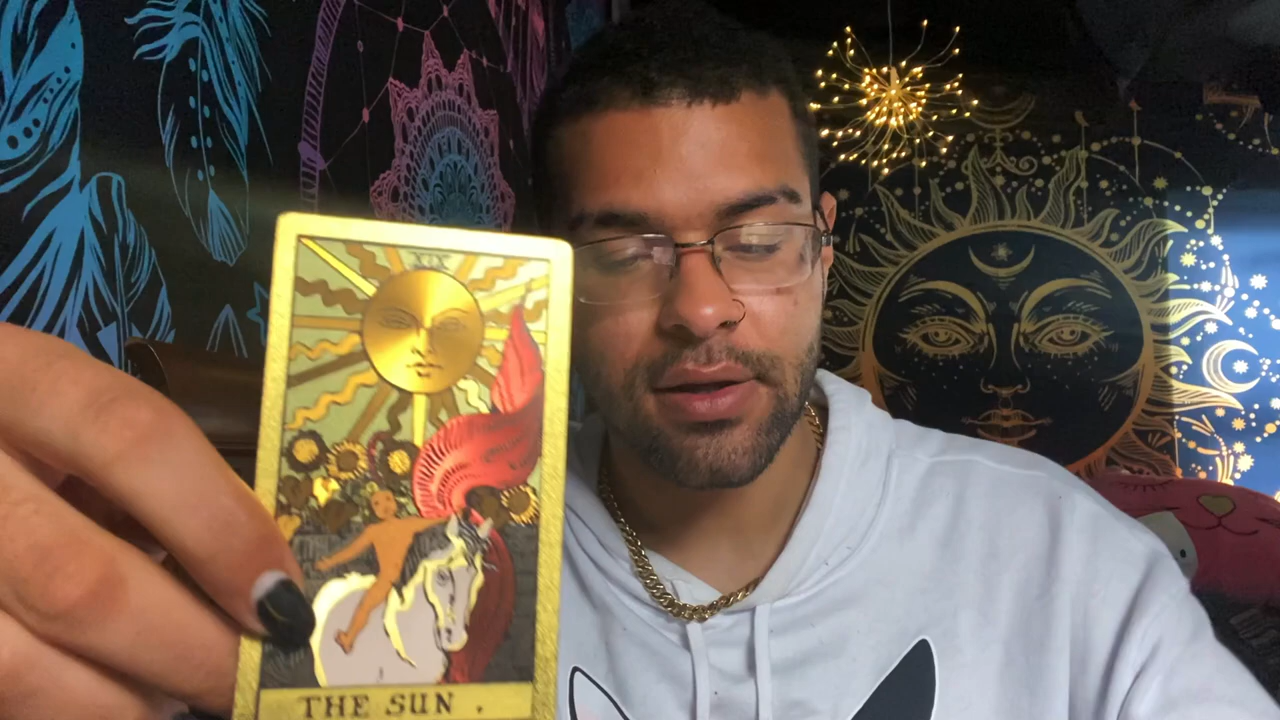 XIX
THE SUN .